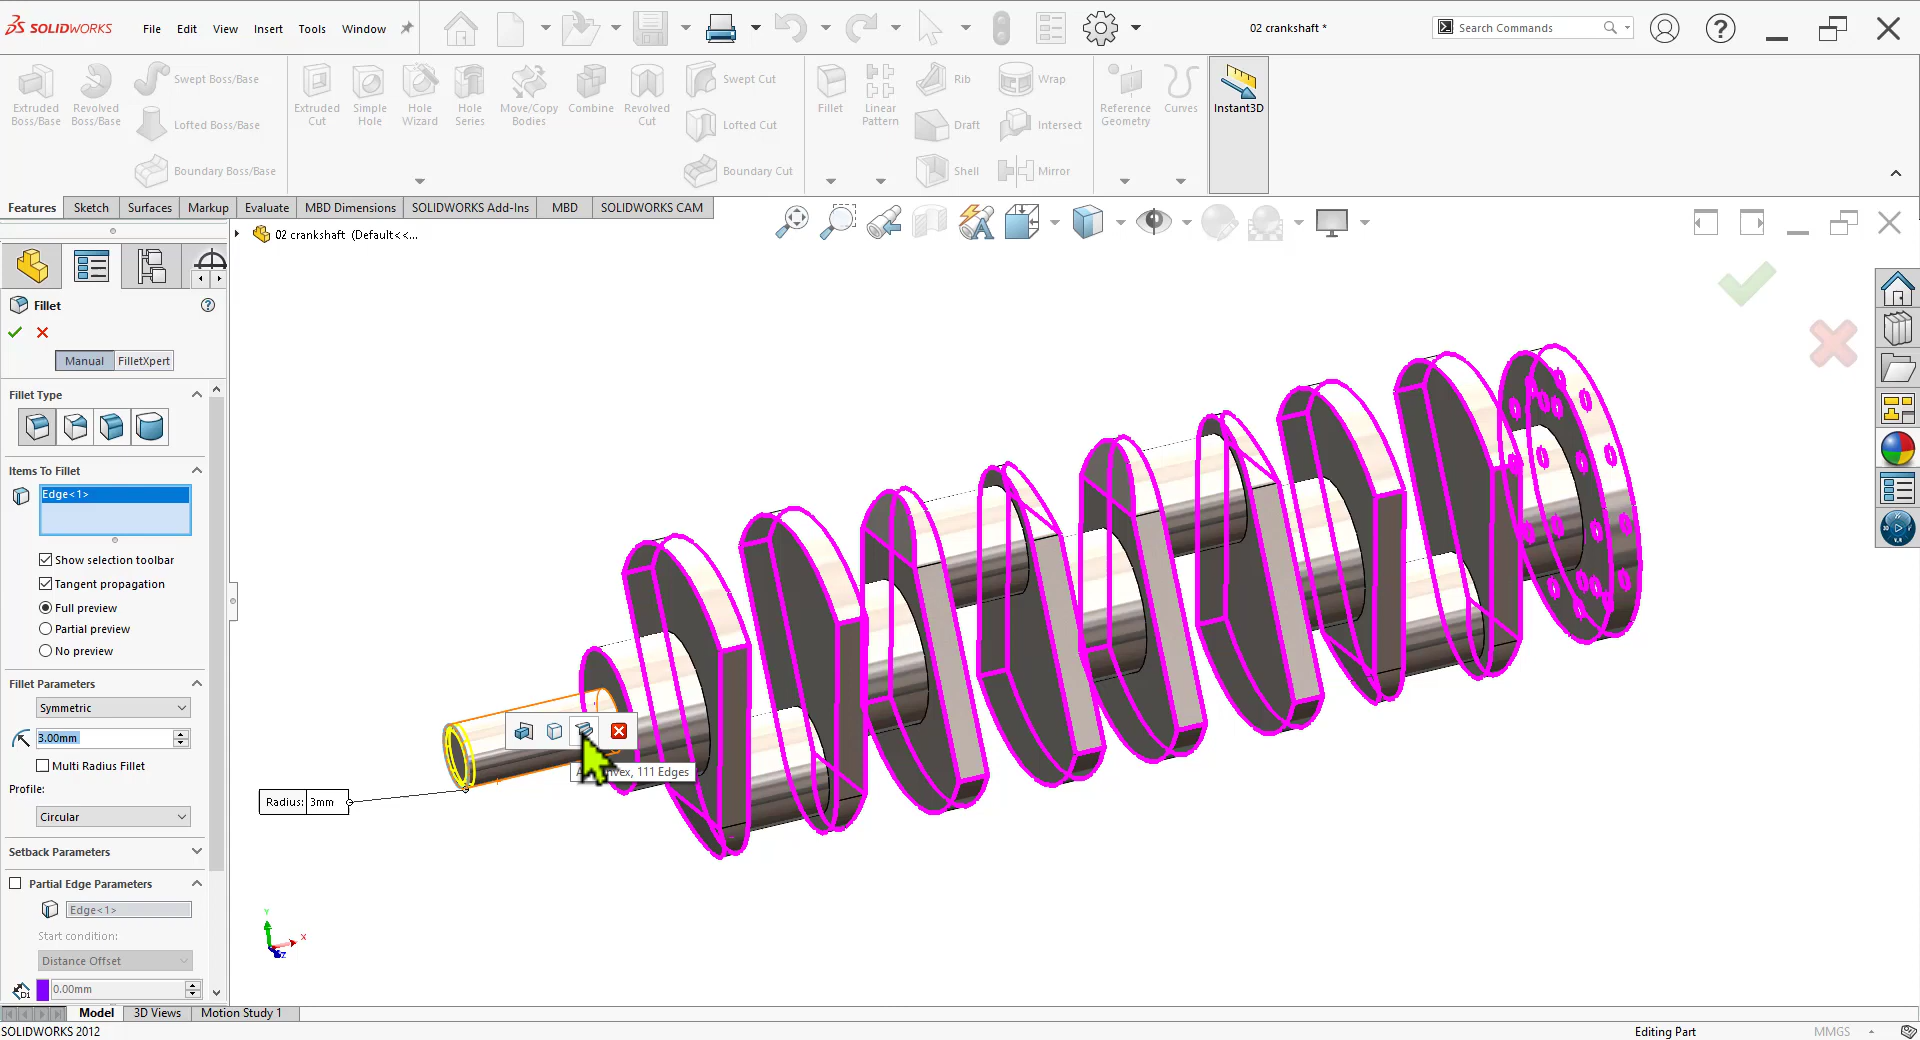 SOLIDWORKS File Edit View Insert Tools Window 02 crankshaft * Search Commands
Extruded Boss/Base
Revolved Boss/Base
Swept Boss/Base
Lofted Boss/Base
Boundary Boss/Base
Extruded Cut
Simple Hole
Hole Wizard
Hole Series
Move/Copy Bodies
Combine
Revolved Cut
Swept Cut
Lofted Cut
Boundary Cut
Fillet
Linear Pattern
Rib
Draft
Shell
Wrap
Intersect
Mirror
Reference Geometry
Curves
Instant3D
Features Sketch Surfaces Markup Evaluate MBD Dimensions SOLIDWORKS Add-Ins MBD SOLIDWORKS CAM
02 crankshaft (Default<<...
Fillet
Manual FilletXpert
Fillet Type
Items To Fillet
Edge<1>
Show selection toolbar
Tangent propagation
Full preview
Partial preview
No preview
Fillet Parameters
Symmetric
3.00mm
Multi Radius Fillet
Profile:
Circular
Setback Parameters
Partial Edge Parameters
Edge<1>
Start condition:
Distance Offset
0.00mm
111 Edges
Radius: 3mm
Y
X
Z
Model 3D Views Motion Study 1
SOLIDWORKS 2012 Editing Part MMGS